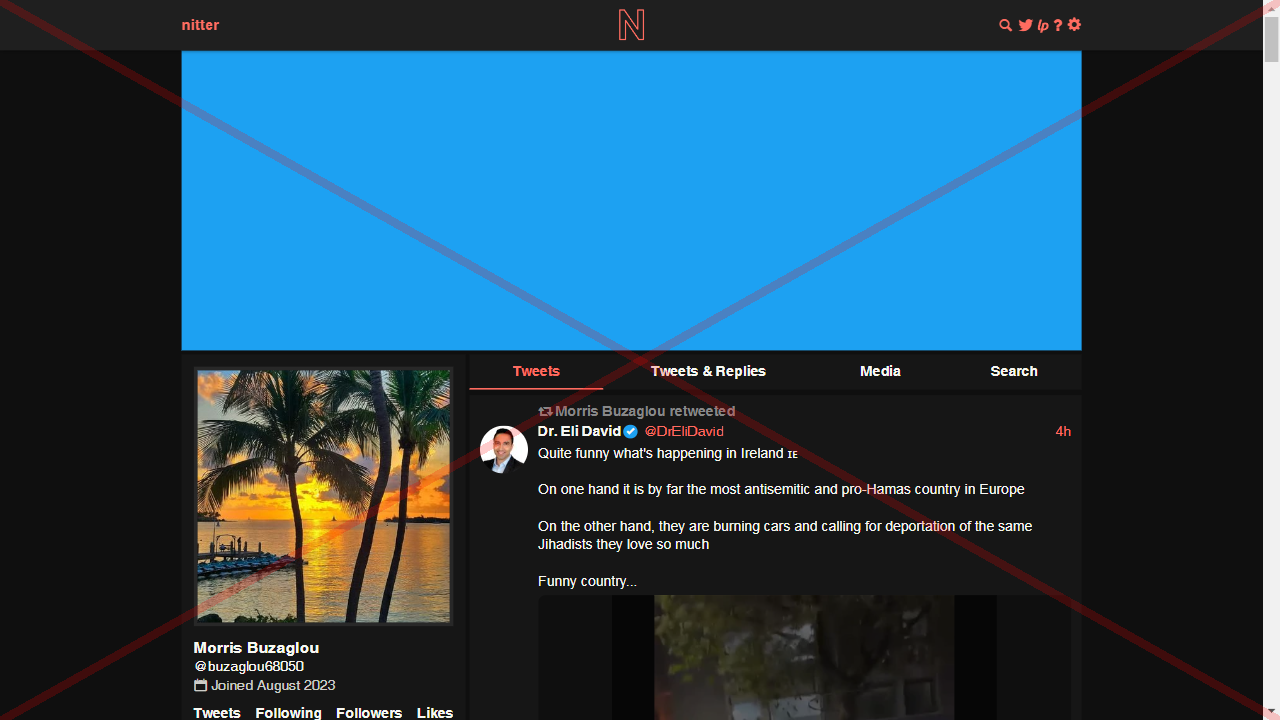 nitter
N
lp ?
Tweets
Tweets & Replies
Media
Search
Morris Buzaglou retweeted
Dr. Eli David @DrEliDavid 4h
Quite funny what's happening in Ireland 🇮🇪
On one hand it is by far the most antisemitic and pro-Hamas country in Europe
On the other hand, they are burning cars and calling for deportation of the same
Jihadists they love so much
Funny country...
Morris Buzaglou
@buzaglou68050
Joined August 2023
Tweets Following Followers Likes